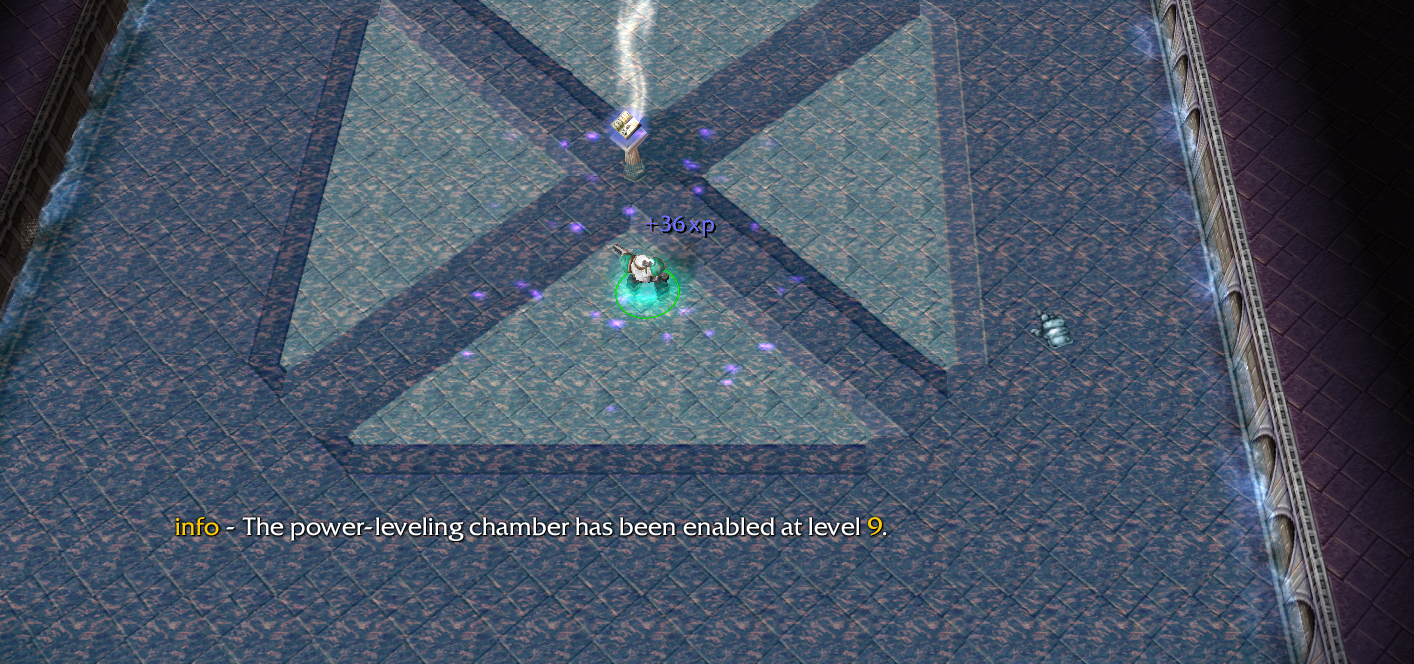 +36 xp
info - The power-leveling chamber has been enabled at level 9.